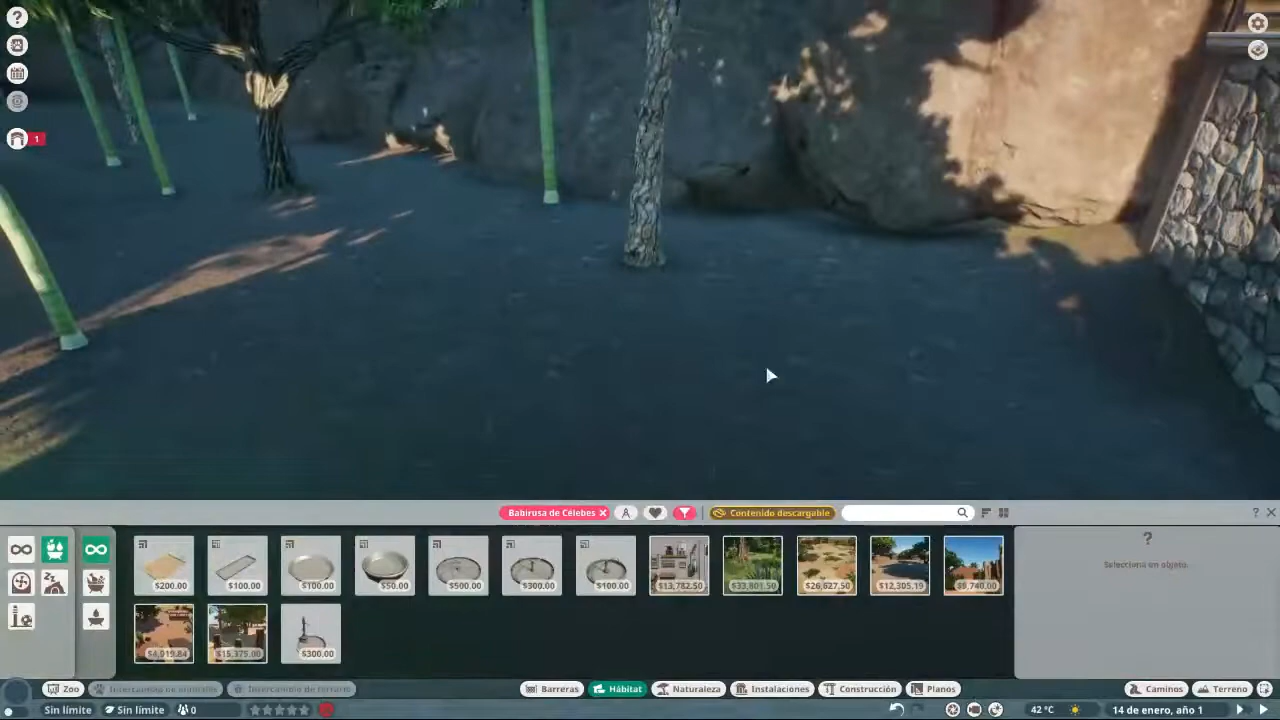 ?
1
Babirusa de Célebes ×
Contenido descargable
? ×
$200.00
$100.00
$100.00
$50.00
$500.00
$300.00
$100.00
$13,782.50
$33,801.50
$26,627.50
$12,305.19
$9,740.00
?
Selecciona un objeto.
$4,019.84
$15,375.00
$300.00
Zoo
Intercambio de animales
Intercambio de terrario
Barreras
Hábitat
Naturaleza
Instalaciones
Construcción
Planos
Caminos
Terreno
Sin límite
Sin límite
0
42 °C
14 de enero, año 1